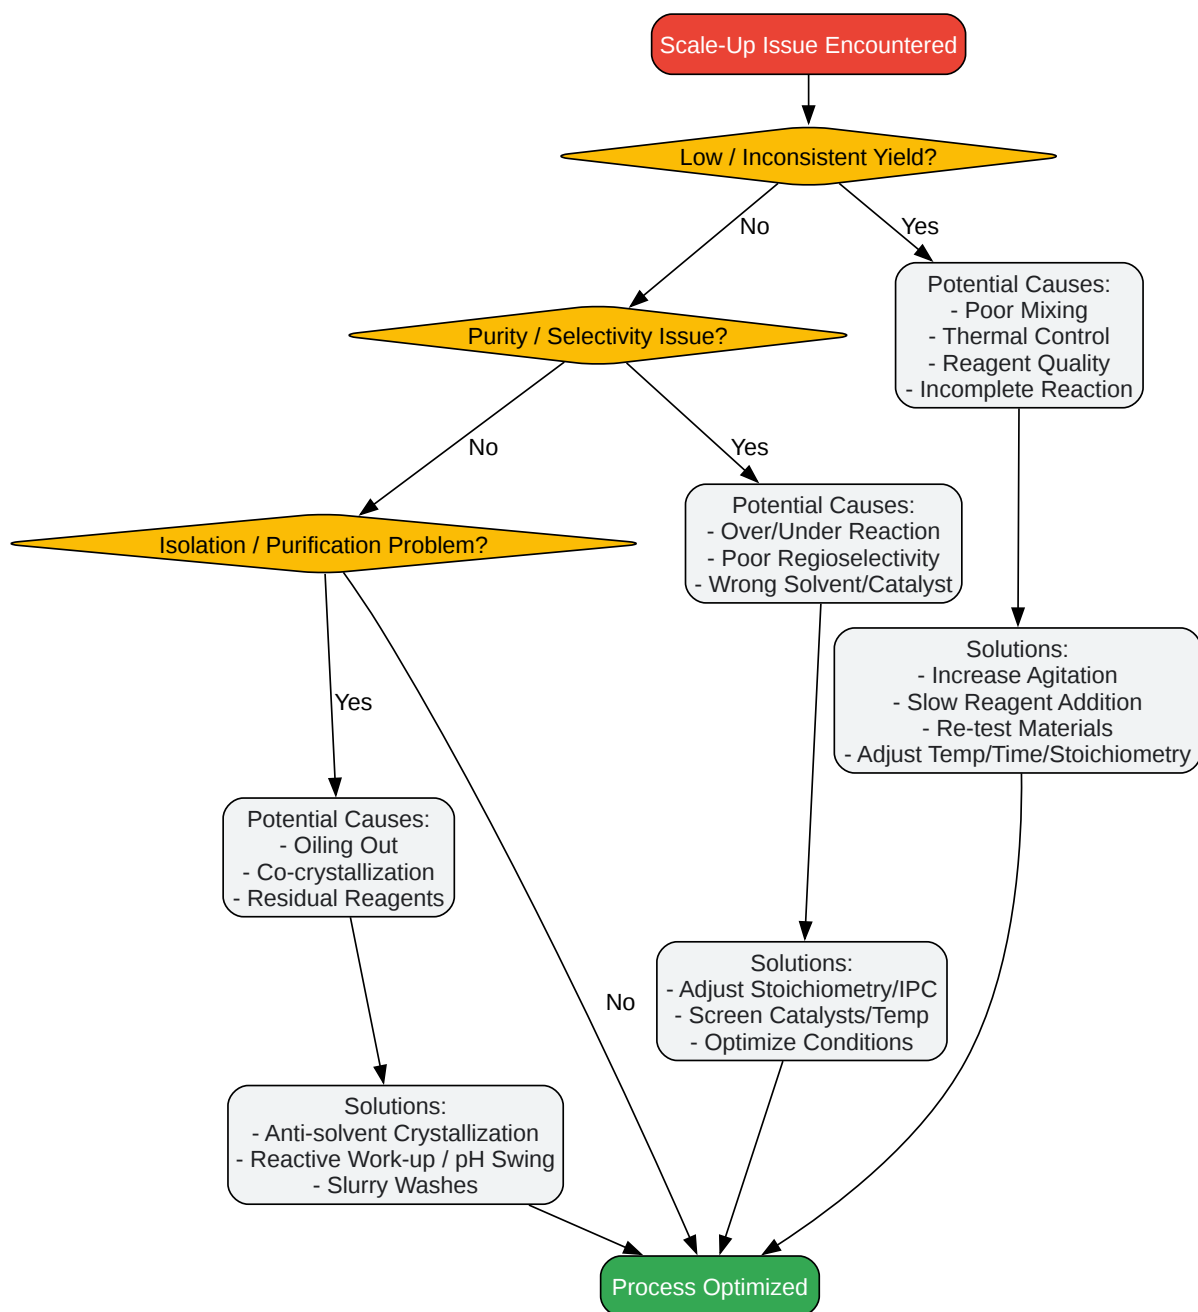 Scale-Up Issue Encountered
Low / Inconsistent Yield?
No
Yes
Potential Causes:
- Poor Mixing
- Thermal Control
- Reagent Quality
- Incomplete Reaction
Purity / Selectivity Issue?
No
Yes
Potential Causes:
- Over/Under Reaction
- Poor Regioselectivity
- Wrong Solvent/Catalyst
Isolation / Purification Problem?
Solutions:
- Increase Agitation
- Slow Reagent Addition
- Re-test Materials
- Adjust Temp/Time/Stoichiometry
Yes
Potential Causes:
- Oiling Out
- Co-crystallization
- Residual Reagents
No
Solutions:
- Adjust Stoichiometry/IPC
- Screen Catalysts/Temp
- Optimize Conditions
Solutions:
- Anti-solvent Crystallization
- Reactive Work-up / pH Swing
- Slurry Washes
Process Optimized